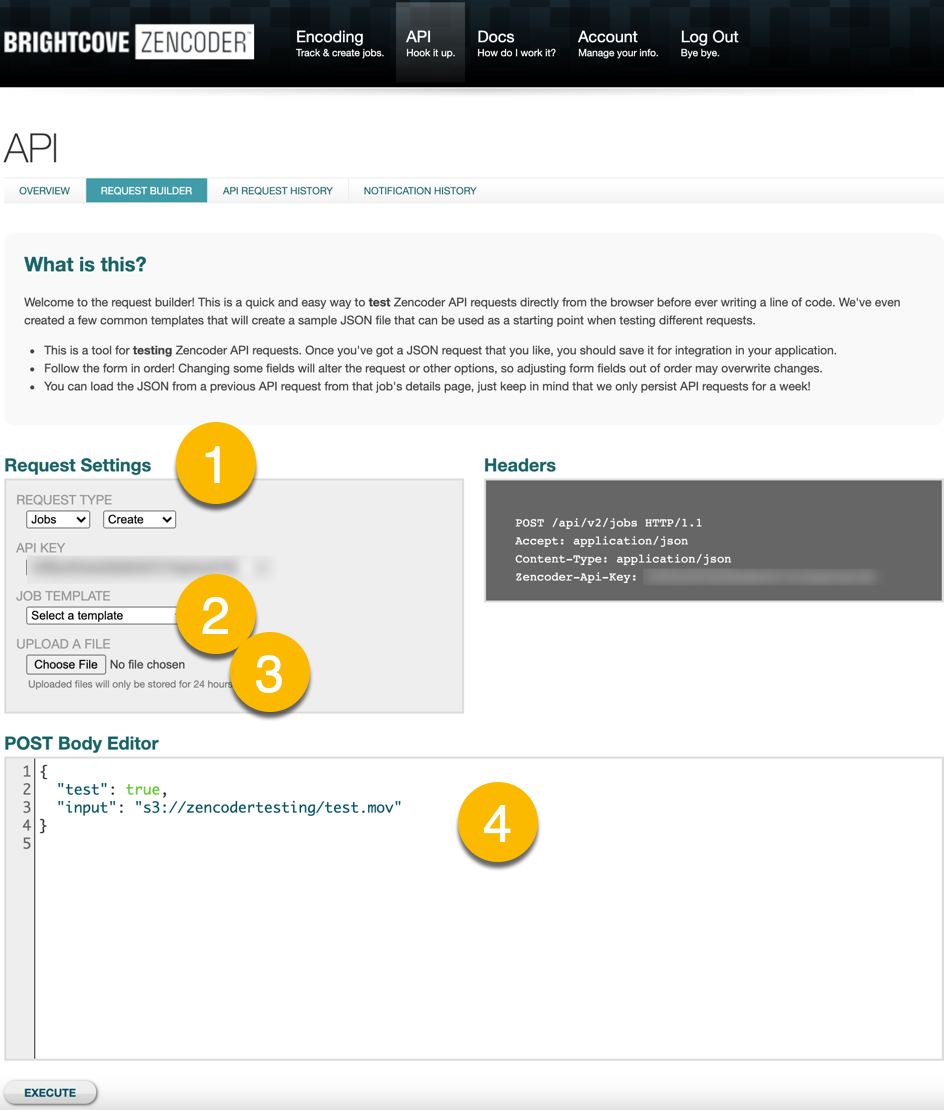 BRIGHTCOVE ZENCODER™
Encoding
Track & create jobs.
API
Hook it up.
Docs
How do I work it?
Account
Manage your info.
Log Out
Bye bye.
API
OVERVIEW
REQUEST BUILDER
API REQUEST HISTORY
NOTIFICATION HISTORY
What is this?
Welcome to the request builder! This is a quick and easy way to test Zencoder API requests directly from the browser before ever writing a line of code. We've even
created a few common templates that will create a sample JSON file that can be used as a starting point when testing different requests.
• This is a tool for testing Zencoder API requests. Once you've got a JSON request that you like, you should save it for integration in your application.
• Follow the form in order! Changing some fields will alter the request or other options, so adjusting form fields out of order may overwrite changes.
• You can load the JSON from a previous API request from that job's details page, just keep in mind that we only persist API requests for a week!
Request Settings
1
REQUEST TYPE
Jobs Create
API KEY
JOB TEMPLATE
Select a template
2
UPLOAD A FILE
Choose File No file chosen
Uploaded files will only be stored for 24 hours
3
Headers
POST /api/v2/jobs HTTP/1.1
Accept: application/json
Content-Type: application/json
Zencoder-Api-Key:
POST Body Editor
1 {
2 "test": true,
3 "input": "s3://zencodertesting/test.mov"
4 }
5
4
EXECUTE